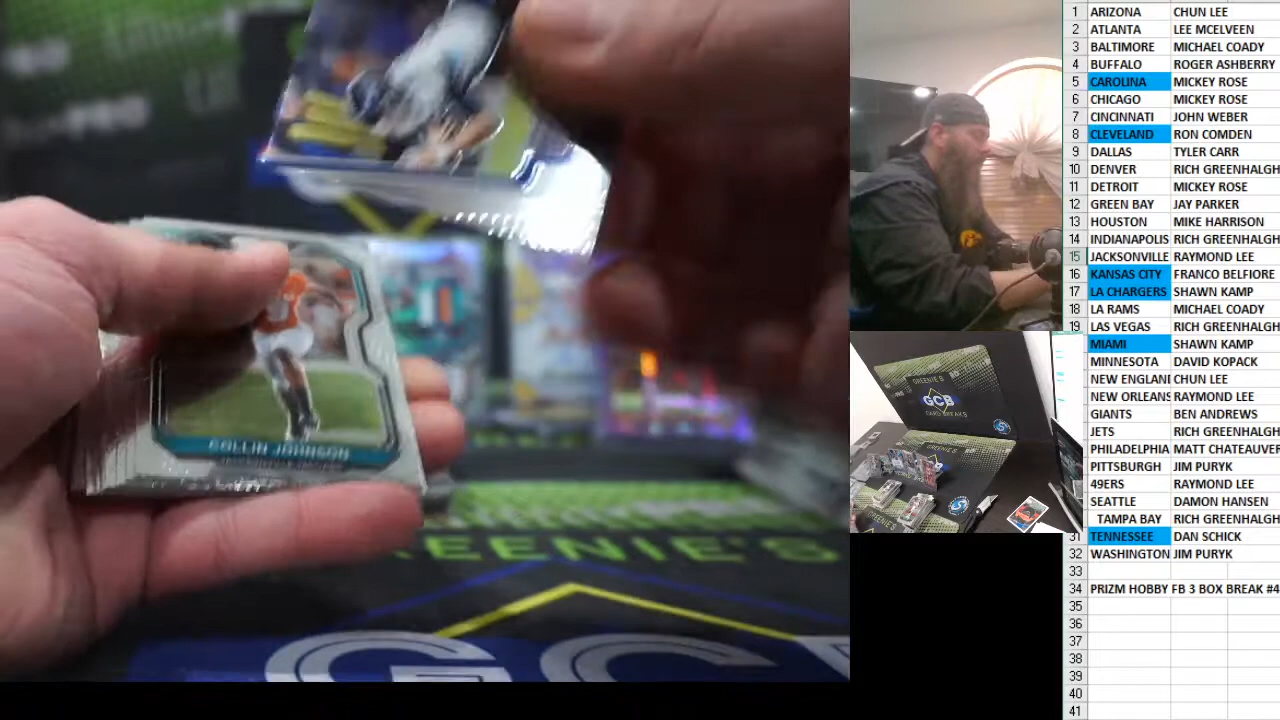 COLLIN JOHNSON
EENIE'S
GCB
GREENIE'S
GCB
CARD BREAKS
GREENIE'S
1 ARIZONA CHUN LEE
2 ATLANTA LEE MCELVEEN
3 BALTIMORE MICHAEL COADY
4 BUFFALO ROGER ASHBERRY
5 CAROLINA MICKEY ROSE
6 CHICAGO MICKEY ROSE
7 CINCINNATI JOHN WEBER
8 CLEVELAND RON COMDEN
9 DALLAS TYLER CARR
10 DENVER RICH GREENHALGH
11 DETROIT MICKEY ROSE
12 GREEN BAY JAY PARKER
13 HOUSTON MIKE HARRISON
14 INDIANAPOLIS RICH GREENHALGH
15 JACKSONVILLE RAYMOND LEE
16 KANSAS CITY FRANCO BELFIORE
17 LA CHARGERS SHAWN KAMP
18 LA RAMS MICHAEL COADY
19 LAS VEGAS RICH GREENHALGH
MIAMI SHAWN KAMP
MINNESOTA DAVID KOPACK
NEW ENGLAND CHUN LEE
NEW ORLEANS RAYMOND LEE
GIANTS BEN ANDREWS
JETS RICH GREENHALGH
PHILADELPHIA MATT CHATEAUVER
PITTSBURGH JIM PURYK
49ERS RAYMOND LEE
SEATTLE DAMON HANSEN
TAMPA BAY RICH GREENHALGH
31 TENNESSEE DAN SCHICK
32 WASHINGTON JIM PURYK
33
34 PRIZM HOBBY FB 3 BOX BREAK #4
35
36
37
38
39
40
41